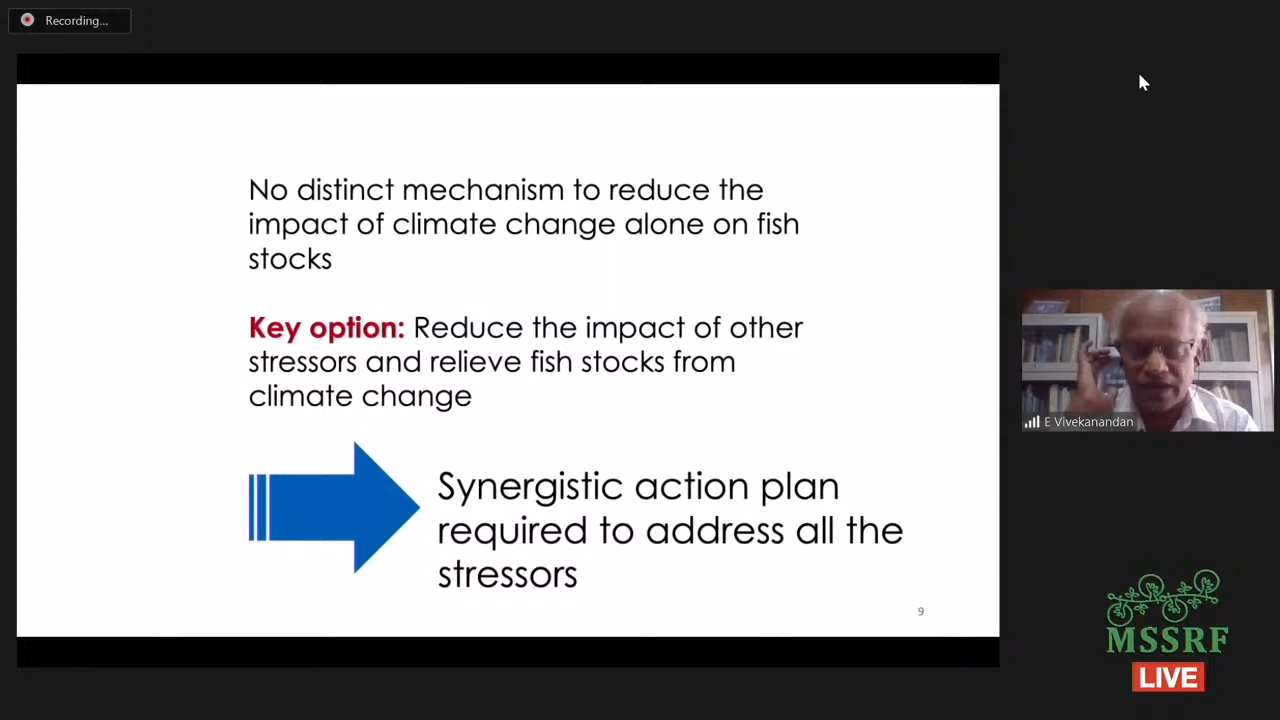 Recording...
No distinct mechanism to reduce the
impact of climate change alone on fish
stocks
Key option: Reduce the impact of other
stressors and relieve fish stocks from
climate change
Synergistic action plan
required to address all the
stressors
9
E Vivekanandan
MSSRF
LIVE